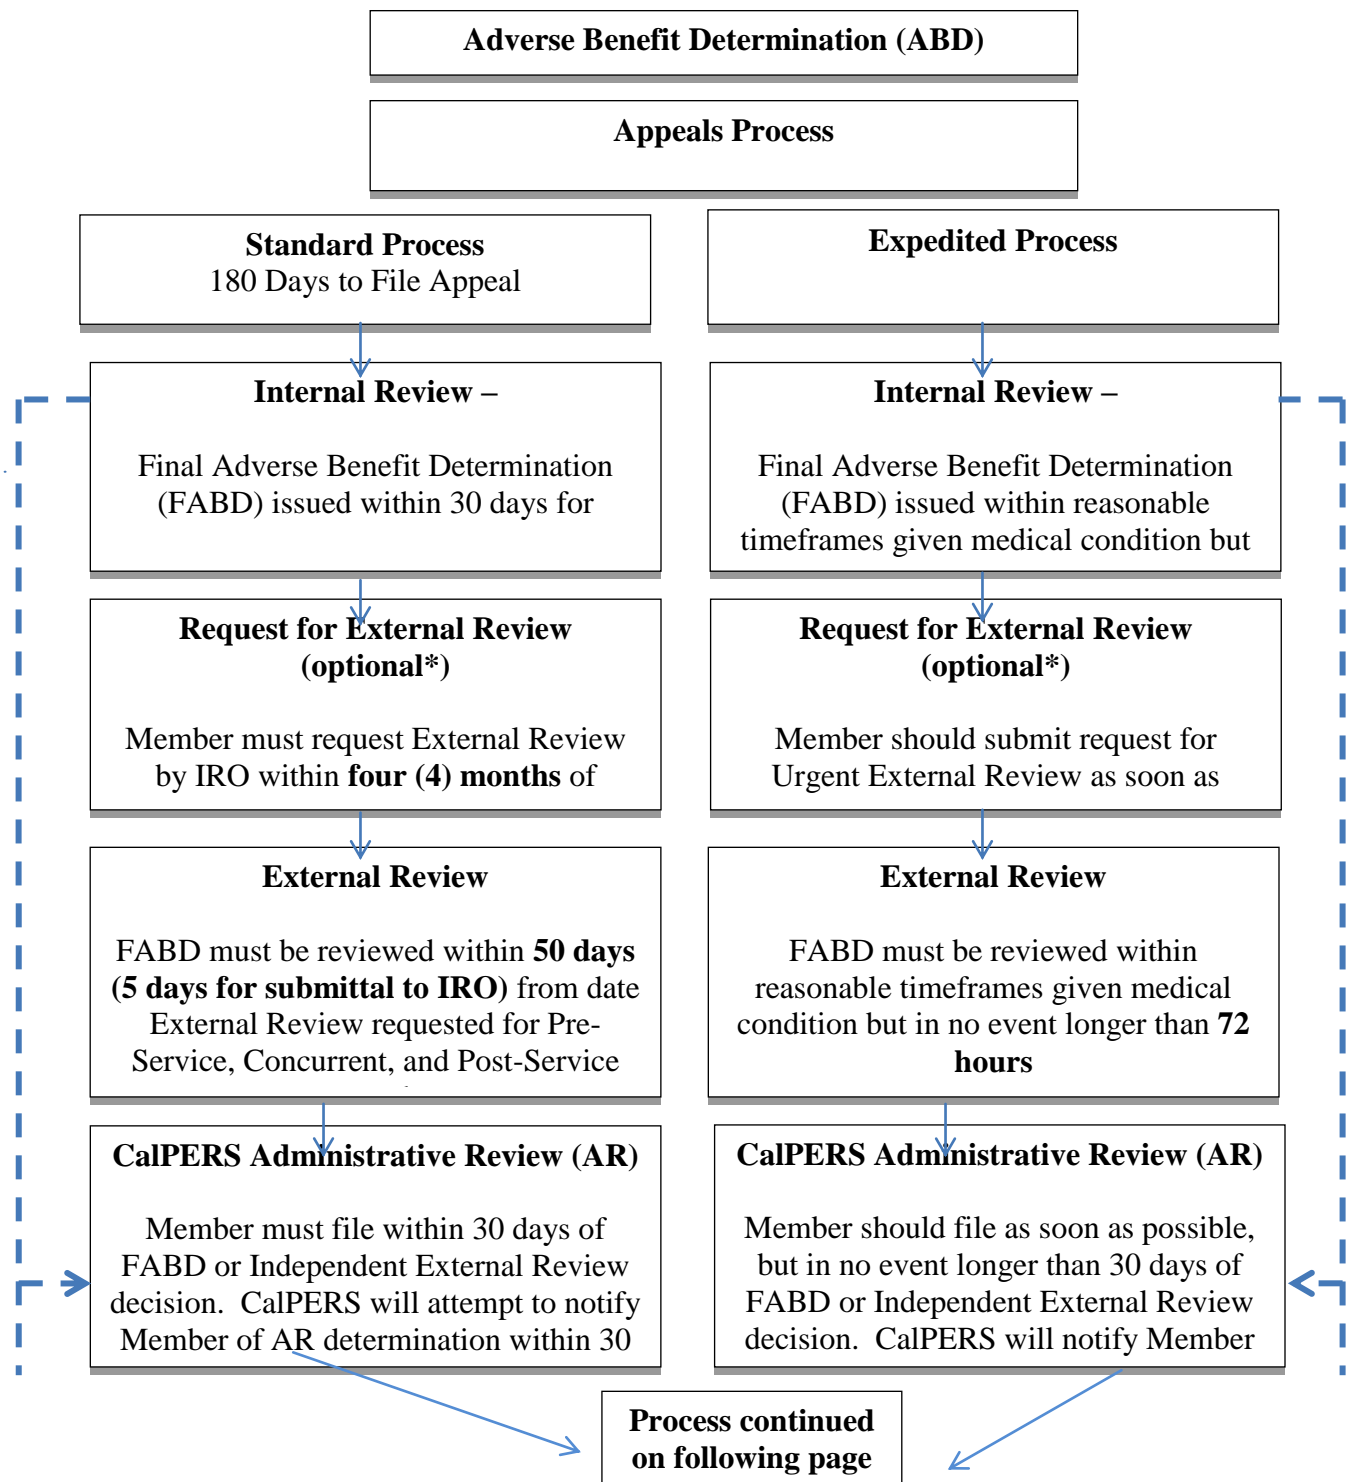 Adverse Benefit Determination (ABD)
Appeals Process
Standard Process
180 Days to File Appeal
Expedited Process
Internal Review –
Final Adverse Benefit Determination
(FABD) issued within 30 days for
Internal Review –
Final Adverse Benefit Determination
(FABD) issued within reasonable
timeframes given medical condition but
Request for External Review
(optional*)
Member must request External Review
by IRO within four (4) months of
Request for External Review
(optional*)
Member should submit request for
Urgent External Review as soon as
External Review
FABD must be reviewed within 50 days
(5 days for submittal to IRO) from date
External Review requested for Pre-
Service, Concurrent, and Post-Service
External Review
FABD must be reviewed within
reasonable timeframes given medical
condition but in no event longer than 72
hours
CalPERS Administrative Review (AR)
Member must file within 30 days of
FABD or Independent External Review
decision.  CalPERS will attempt to notify
Member of AR determination within 30
CalPERS Administrative Review (AR)
Member should file as soon as possible,
but in no event longer than 30 days of
FABD or Independent External Review
decision.  CalPERS will notify Member
Process continued
on following page